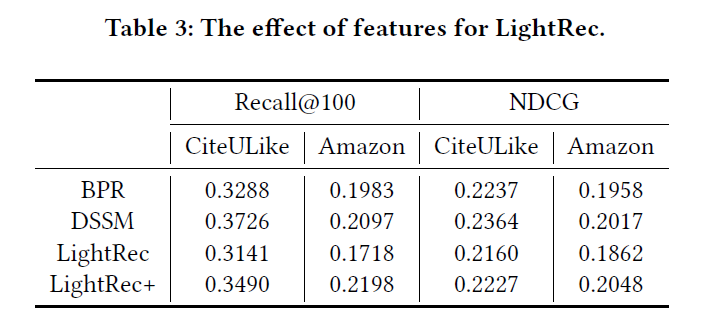 Table 3: The effect of features for LightRec.
Recall@100 NDCG
CiteULike Amazon CiteULike Amazon
BPR 0.3288 0.1983 0.2237 0.1958
DSSM 0.3726 0.2097 0.2364 0.2017
LightRec 0.3141 0.1718 0.2160 0.1862
LightRec+ 0.3490 0.2198 0.2227 0.2048